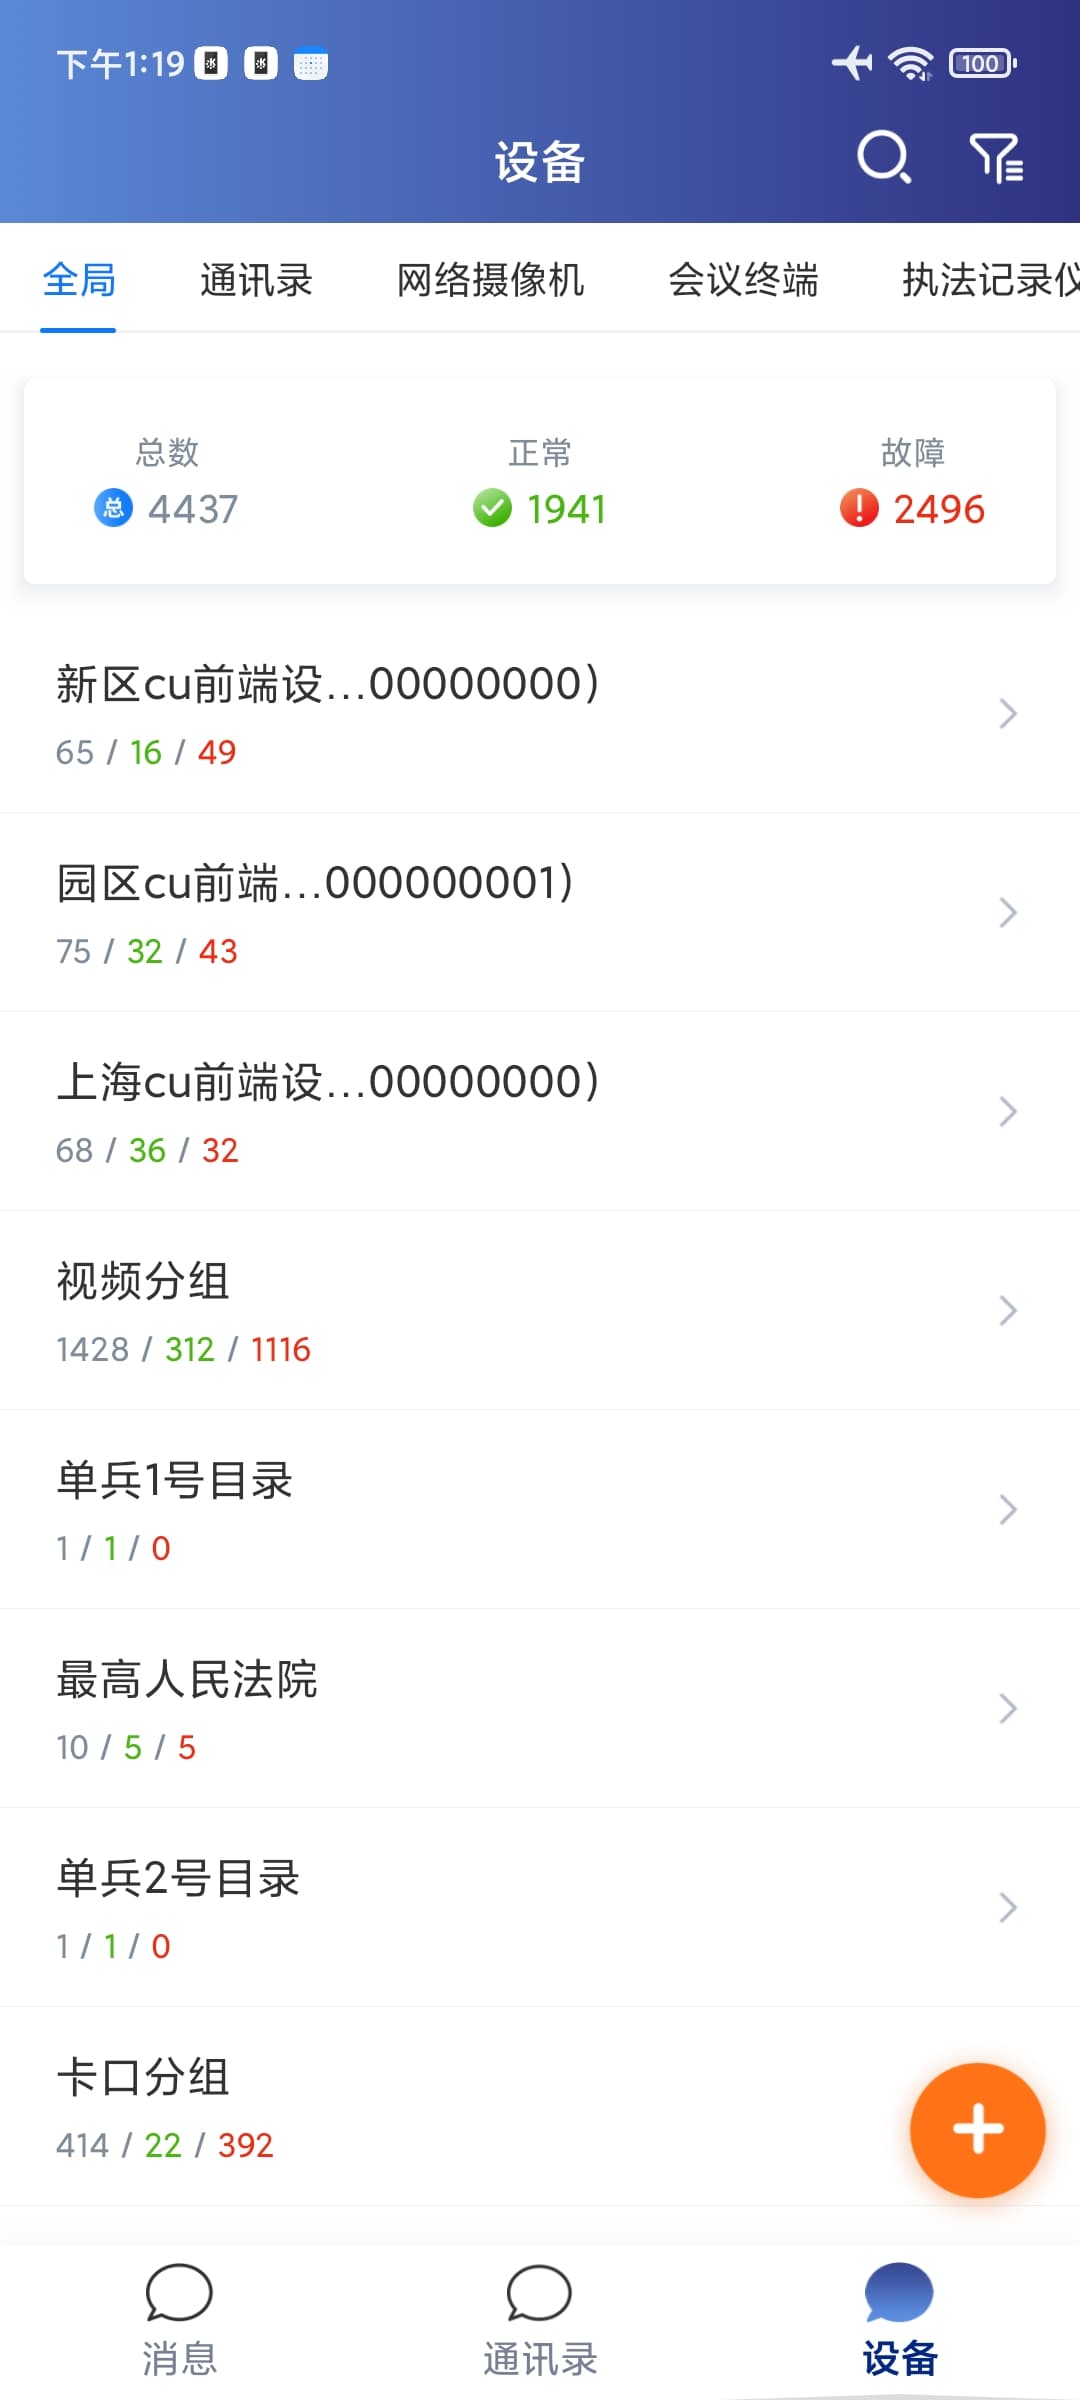 下午1:19
100
设备
全局 通讯录 网络摄像机 会议终端 执法记录仪
总数 正常 故障
总 4437 1941 2496
新区cu前端设...00000000)
65 / 16 / 49
园区cu前端...000000001)
75 / 32 / 43
上海cu前端设...00000000)
68 / 36 / 32
视频分组
1428 / 312 / 1116
单兵1号目录
1 / 1 / 0
最高人民法院
10 / 5 / 5
单兵2号目录
1 / 1 / 0
卡口分组
414 / 22 / 392
消息 通讯录 设备